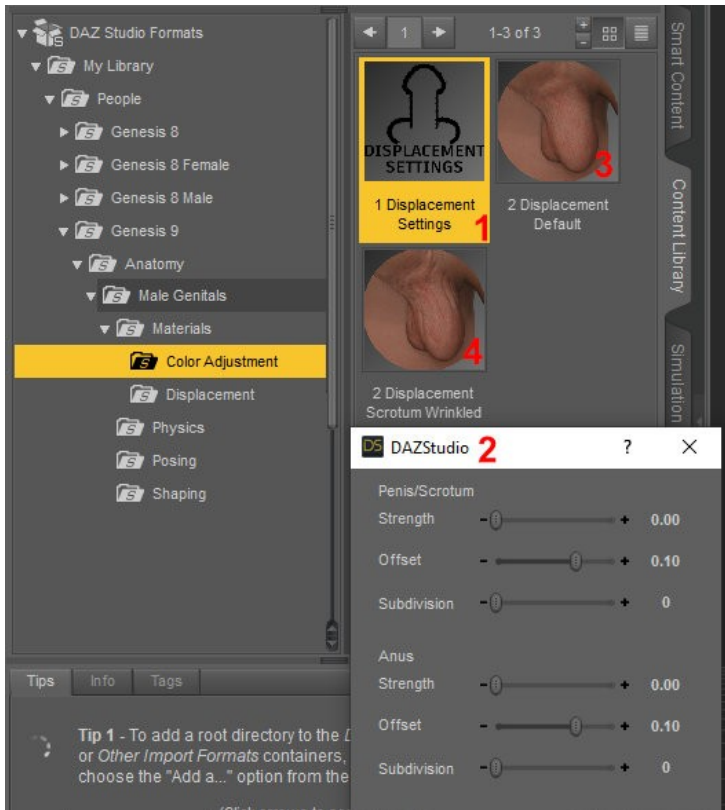 DAZ Studio Formats
My Library
People
Genesis 8
Genesis 8 Female
Genesis 8 Male
Genesis 9
Anatomy
Male Genitals
Materials
Color Adjustment
Displacement
Physics
Posing
Shaping
1
1-3 of 3
DISPLACEMENT
SETTINGS
1 Displacement
Settings
1
3
2 Displacement
Default
4
2 Displacement
Scrotum Wrinkled
Smart Content
Content Library
Simulation
DS DAZStudio 2 ?
Penis/Scrotum
Strength - + 0.00
Offset - + 0.10
Subdivision - + 0
Anus
Strength - + 0.00
Offset - + 0.10
Subdivision - + 0
Tips Info Tags
Tip 1 - To add a root directory to the
or Other Import Formats containers,
choose the "Add a..." option from the